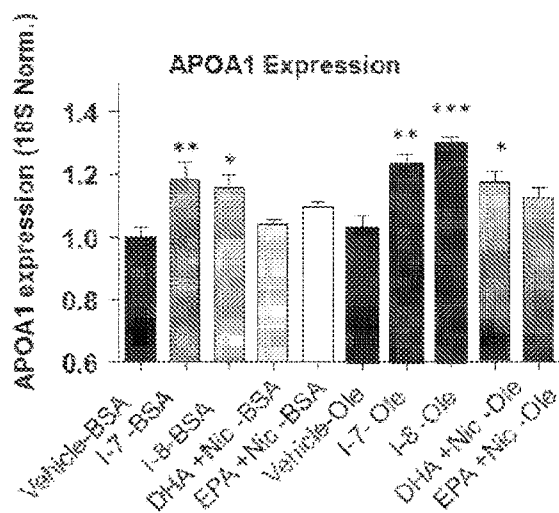 APOA1 Expression
APOA1 expression (18S Norm.)
1.4
1.2
1.0
0.8
0.6
** * ** *** *
Vehicle-BSA
I-7 -BSA
I-8-BSA
DHA +Nic -BSA
EPA +Nic -BSA
Vehicle-Ole
I-7- Ole
I-8 -Ole
DHA +Nic -Ole
EPA +Nic -Ole